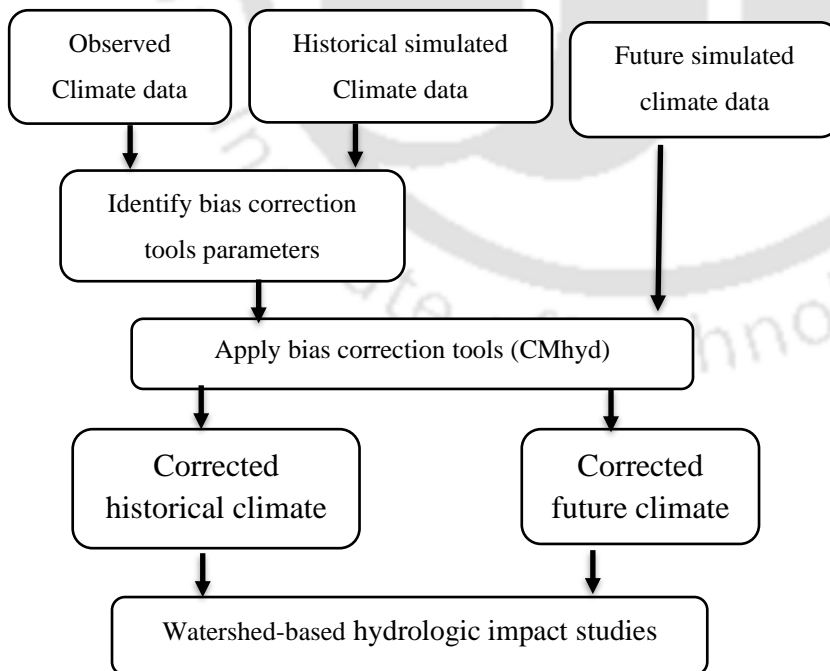 Observed
Climate data
Historical simulated
Climate data
Future simulated
climate data
Identify bias correction
tools parameters
Apply bias correction tools (CMhyd)
Corrected
historical climate
Corrected
future climate
Watershed-based hydrologic impact studies